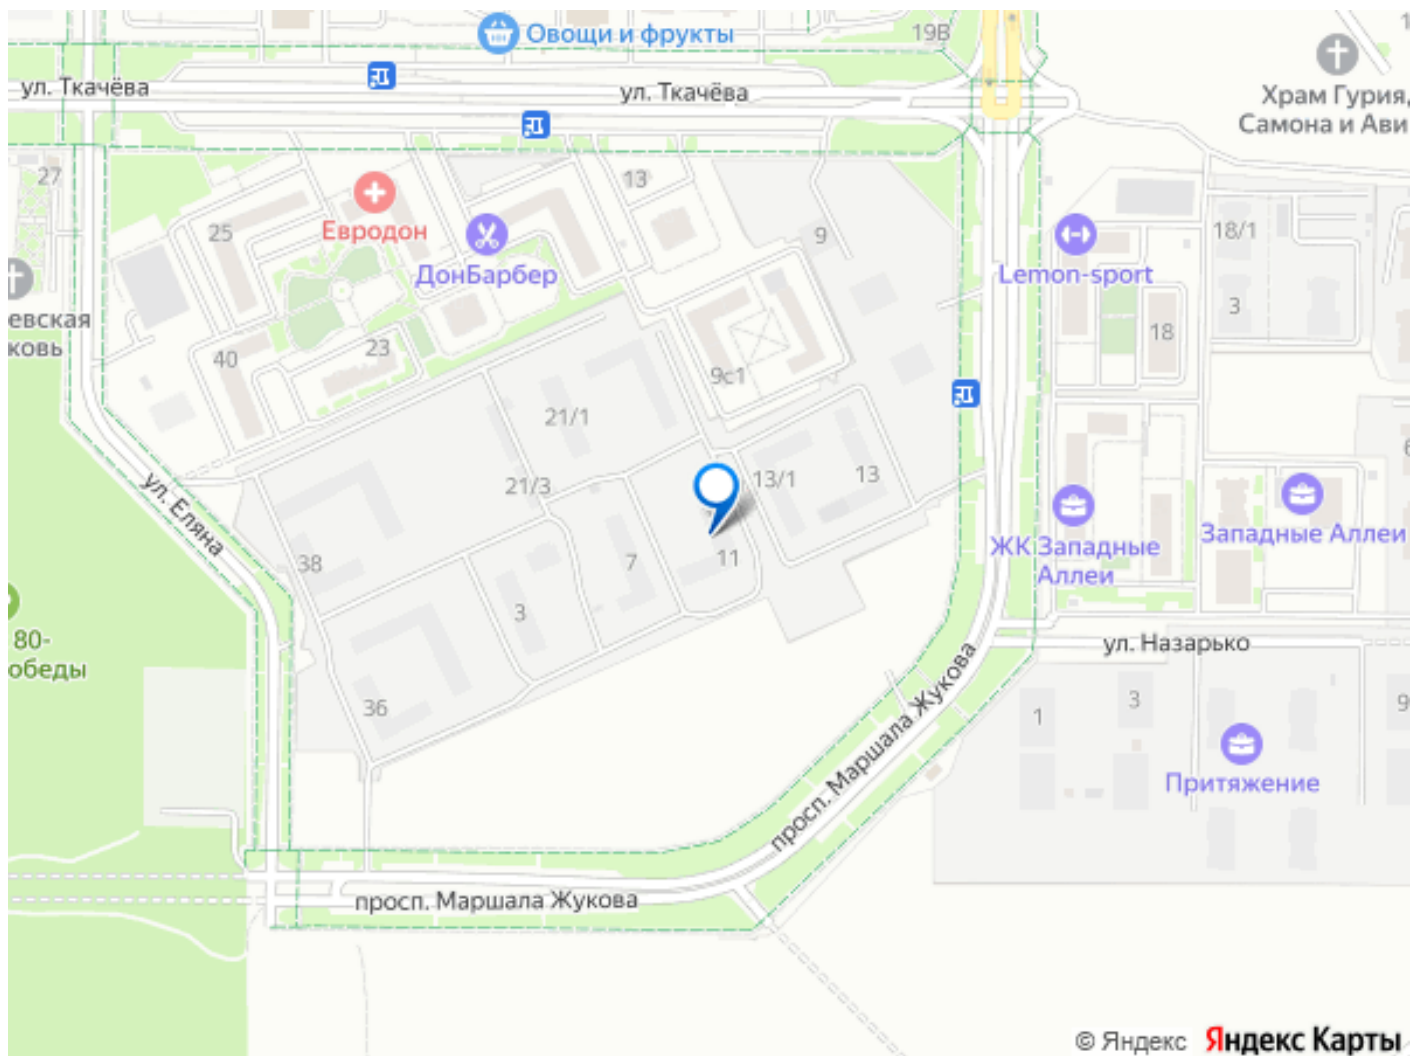 Овощи и фрукты
19В
ул. Ткачёва
ул. Ткачёва
Храм Гурия,
Самона и Ави
27
13
25
Евродон
ДонБарбер
9
18/1
Lemon-sport
3
евская
ковь
40
23
18
9с1
21/1
21/3
13/1
13
ул. Еляна
Западные Аллеи
ЖК Западные
Аллеи
38
7
11
3
80-
обеды
ул. Назарько
36
просп. Маршала Жукова
1
3
9
Притяжение
просп. Маршала Жукова
© Яндекс Яндекс Карты